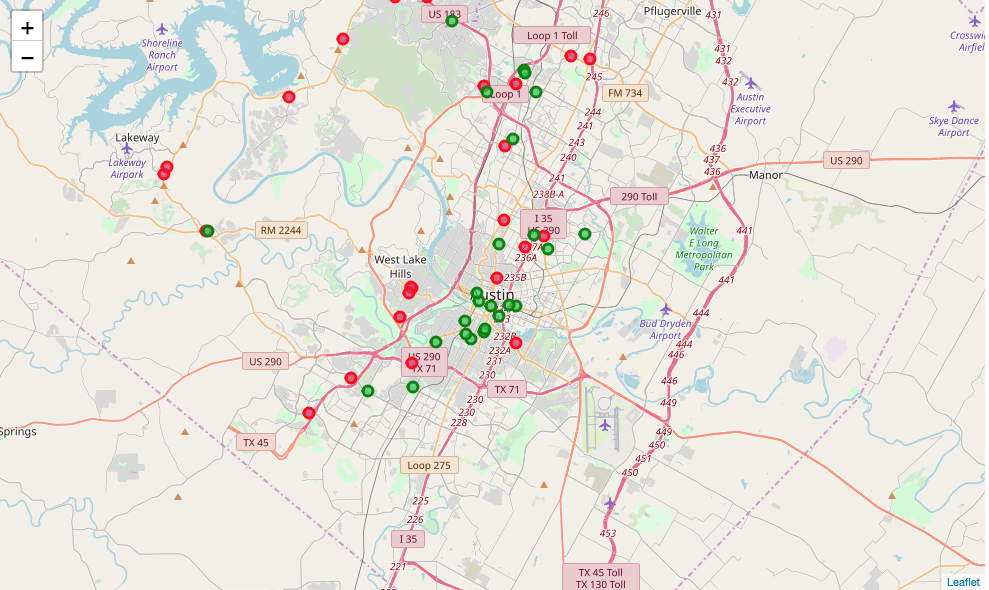 +
−
US 183
246
Pflugerville
431
Loop 1 Toll
Shoreline
Ranch
Airport
431
432
245
432
FM 734
Loop 1
Austin
Executive
Airport
244
Skye Dance
Airport
241
243
Lakeway
Lakeway
Airpark
240
436
437
436
US 290
241
Manor
238B-A
290 Toll
I 35
US 290
RM 2244
236A
Walter
E Long
Metropolitan
Park
441
West Lake
Hills
235B
441
Austin
444
Bud Dryden
Airport
232B
232A
444
446
US 290
US 290
TX 71
231
230
446
TX 71
230
449
230
228
449
Springs
TX 45
450
451
450
Loop 275
225
226
453
I 35
221
TX 45 Toll
TX 130 Toll
Leaflet